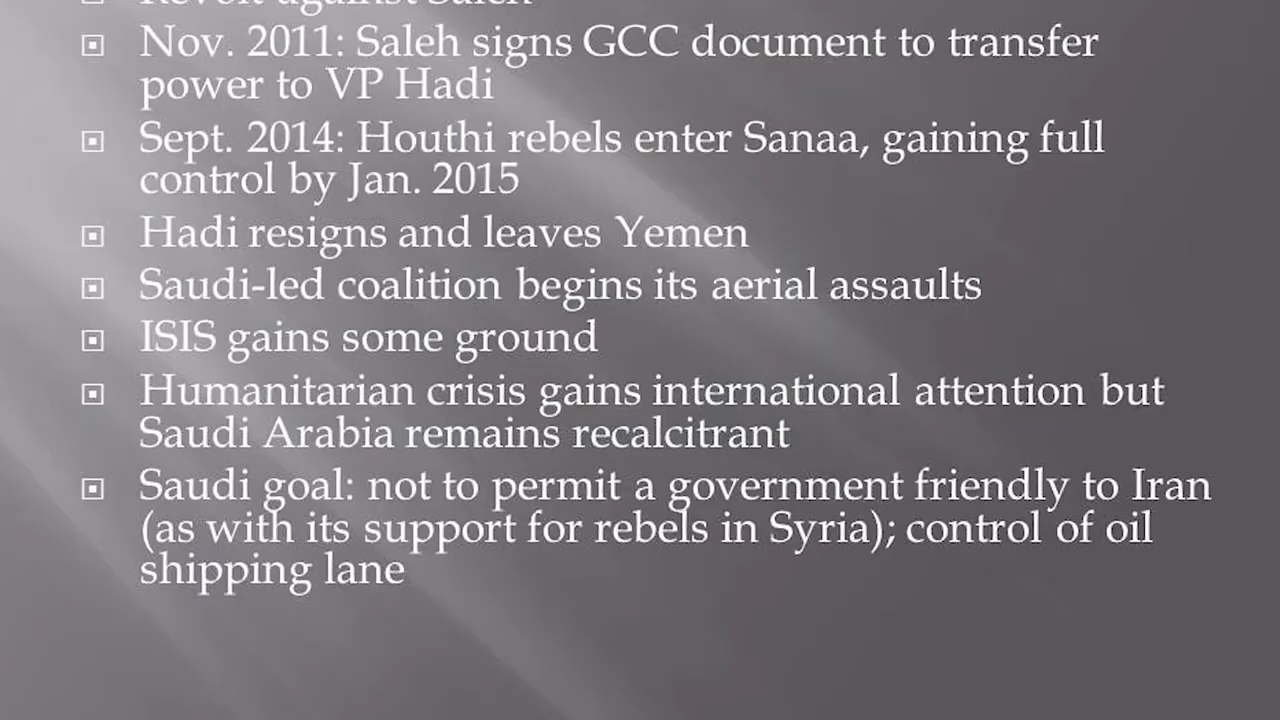 Revolt against Saleh
Nov. 2011: Saleh signs GCC document to transfer
power to VP Hadi
Sept. 2014: Houthi rebels enter Sanaa, gaining full
control by Jan. 2015
Hadi resigns and leaves Yemen
Saudi-led coalition begins its aerial assaults
ISIS gains some ground
Humanitarian crisis gains international attention but
Saudi Arabia remains recalcitrant
Saudi goal: not to permit a government friendly to Iran
(as with its support for rebels in Syria); control of oil
shipping lane